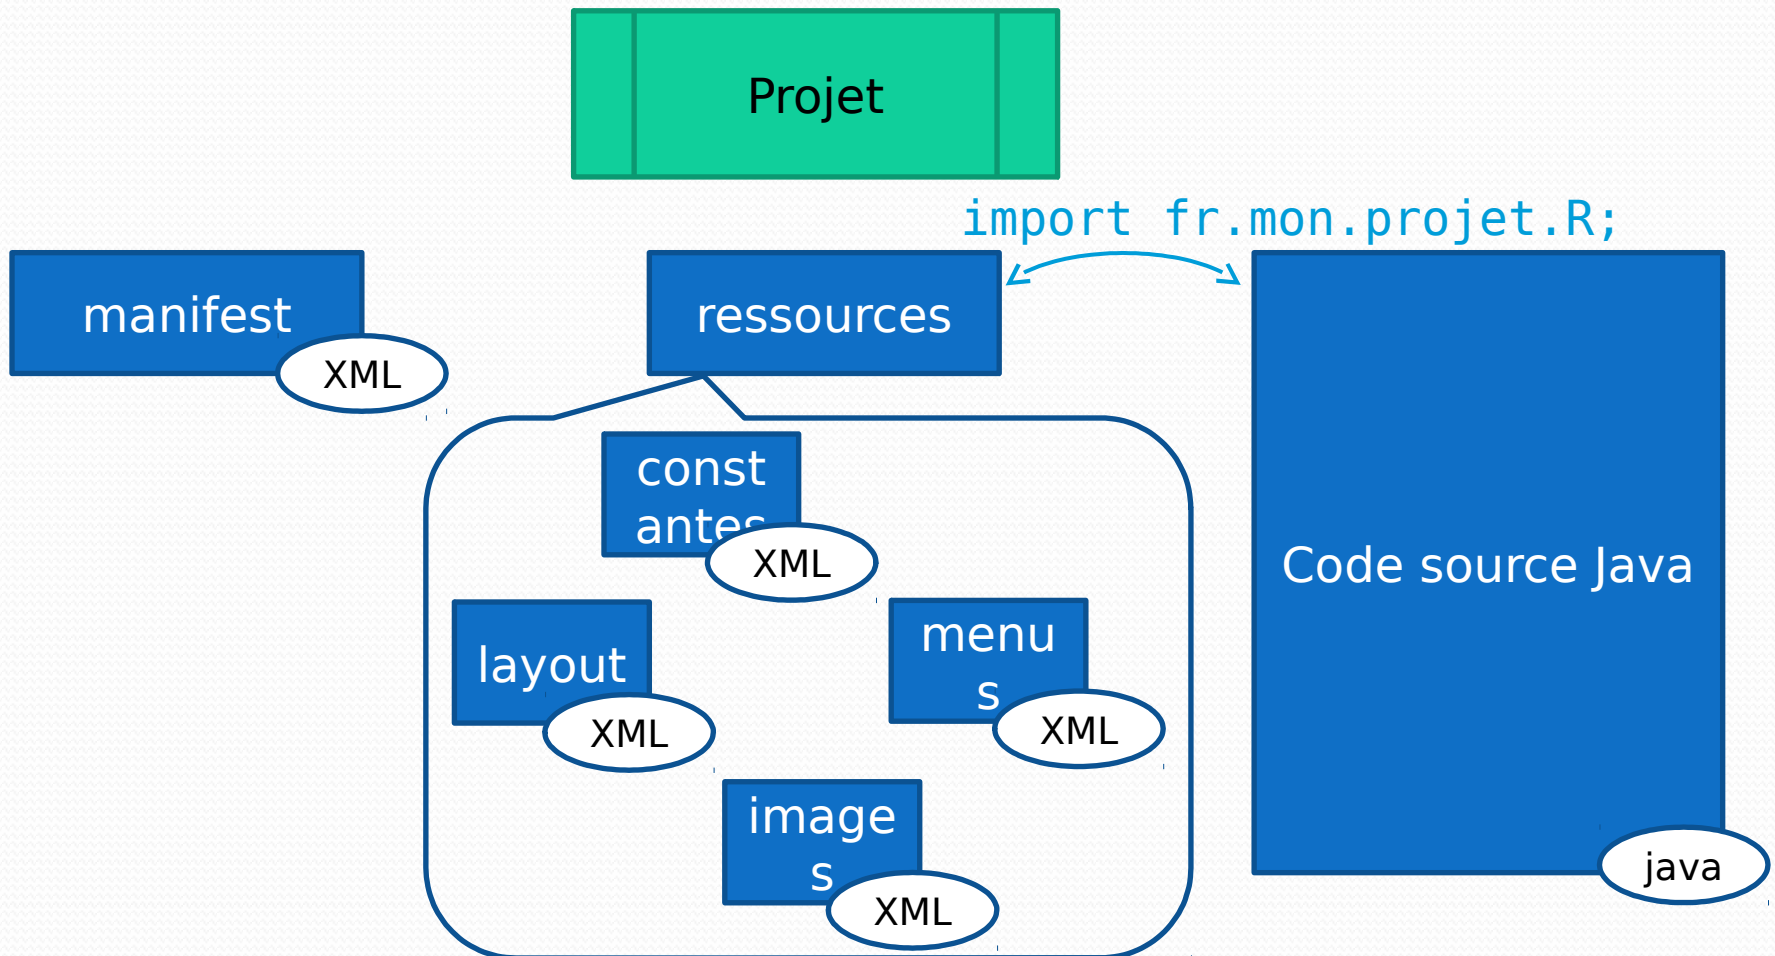 Projet
import fr.mon.projet.R;
manifest
XML
ressources
const
antes
XML
layout
XML
menu
s
XML
image
s
XML
Code source Java
java